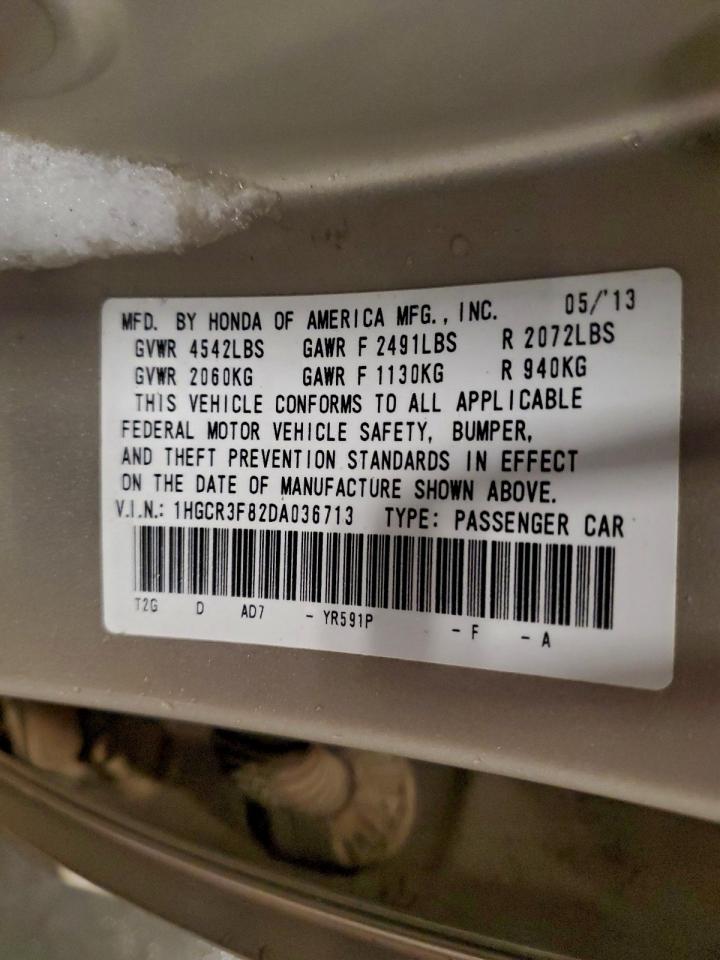 MFD. BY HONDA OF AMERICA MFG., INC. 05/'13
GVWR 4542LBS GAWR F 2491LBS R 2072LBS
GVWR 2060KG GAWR F 1130KG R 940KG
THIS VEHICLE CONFORMS TO ALL APPLICABLE
FEDERAL MOTOR VEHICLE SAFETY, BUMPER,
AND THEFT PREVENTION STANDARDS IN EFFECT
ON THE DATE OF MANUFACTURE SHOWN ABOVE.
V.I.N.: 1HGCR3F82DA036713 TYPE: PASSENGER CAR
T2G D AD7 - YR591P - F - A